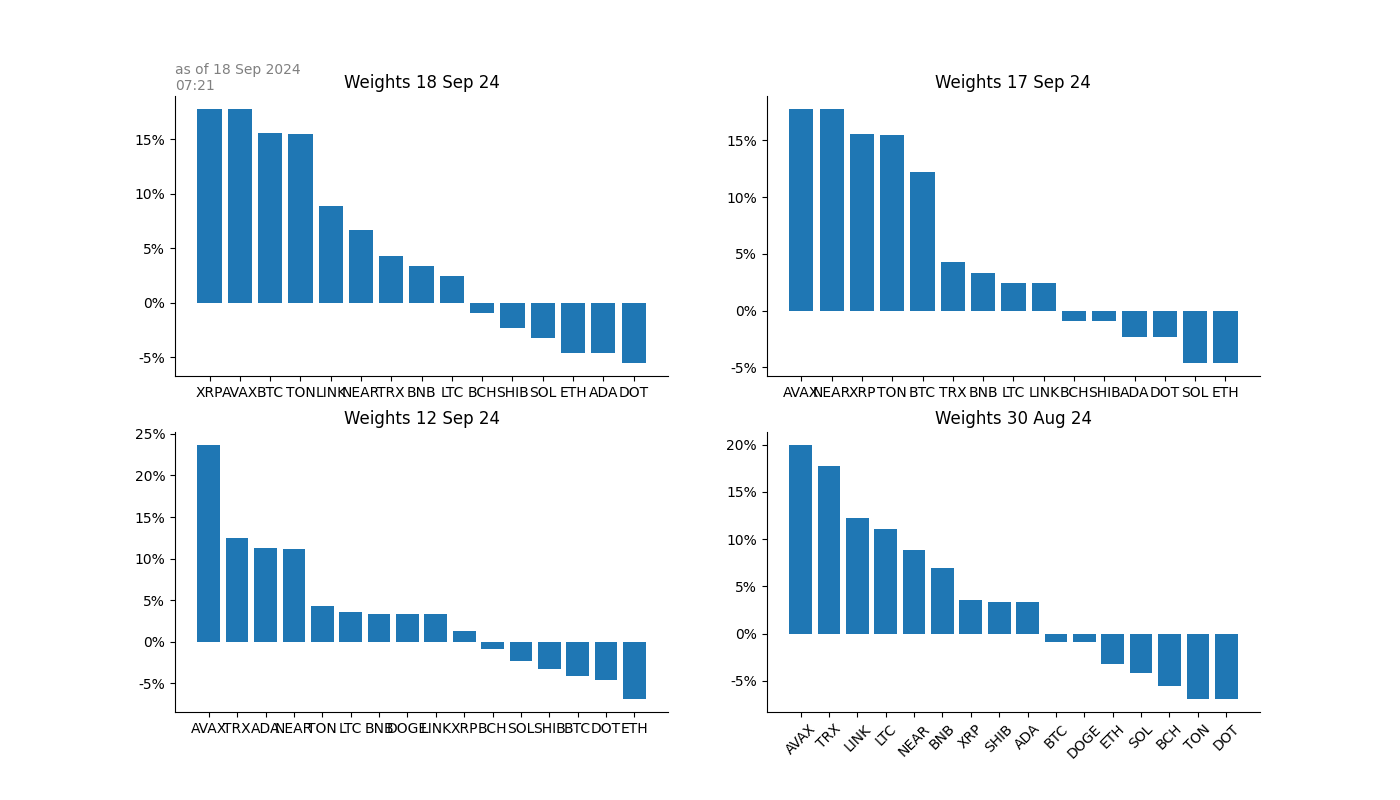 as of 18 Sep 2024
07:21
Weights 18 Sep 24
15%
10%
5%
0%
-5%
XRP AVAX BTC TON LINK NEAR TRX BNB LTC BCH SHIB SOL ETH ADA DOT
Weights 17 Sep 24
15%
10%
5%
0%
-5%
AVAX NEAR XRP TON BTC TRX BNB LTC LINK BCH SHIB ADA DOT SOL ETH
Weights 12 Sep 24
25%
20%
15%
10%
5%
0%
-5%
AVAX TRX ADA NEAR TON LTC BNB DOGE LINK XRP BCH SOL SHIB BTC DOT ETH
Weights 30 Aug 24
20%
15%
10%
5%
0%
-5%
AVAX TRX LINK LTC NEAR BNB XRP SHIB ADA BTC DOGE ETH SOL BCH TON DOT